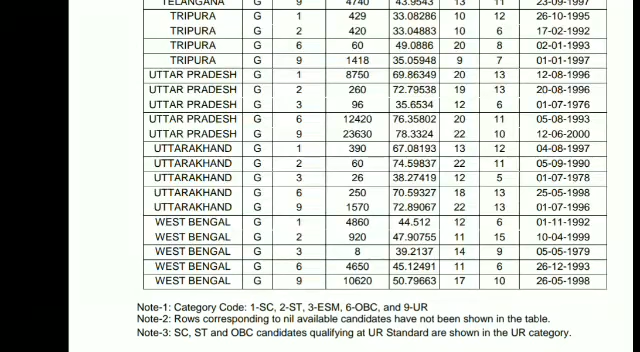 TELANGANA G 9 4740 43.9543 13 11 23-09-1997
TRIPURA G 1 429 33.08286 10 12 26-10-1995
TRIPURA G 2 420 33.04883 10 6 17-02-1992
TRIPURA G 6 60 49.0886 20 8 02-01-1993
TRIPURA G 9 1418 35.05948 9 7 01-01-1997
UTTAR PRADESH G 1 8750 69.86349 20 13 12-08-1996
UTTAR PRADESH G 2 260 72.79538 19 13 20-08-1996
UTTAR PRADESH G 3 96 35.6534 12 6 01-07-1976
UTTAR PRADESH G 6 12420 76.35802 20 11 05-08-1993
UTTAR PRADESH G 9 23630 78.3324 22 10 12-06-2000
UTTARAKHAND G 1 390 67.08193 13 12 04-08-1997
UTTARAKHAND G 2 60 74.59837 22 11 05-09-1990
UTTARAKHAND G 3 26 38.27419 12 5 01-07-1978
UTTARAKHAND G 6 250 70.59327 18 13 25-05-1998
UTTARAKHAND G 9 1570 72.89067 22 13 01-07-1996
WEST BENGAL G 1 4860 44.512 12 6 01-11-1992
WEST BENGAL G 2 920 47.90755 11 15 10-04-1999
WEST BENGAL G 3 8 39.2137 14 9 05-05-1979
WEST BENGAL G 6 4650 45.12491 11 6 26-12-1993
WEST BENGAL G 9 10620 50.79663 17 10 26-05-1998
Note-1: Category Code: 1-SC, 2-ST, 3-ESM, 6-OBC, and 9-UR
Note-2: Rows corresponding to nil available candidates have not been shown in the table.
Note-3: SC, ST and OBC candidates qualifying at UR Standard are shown in the UR category.